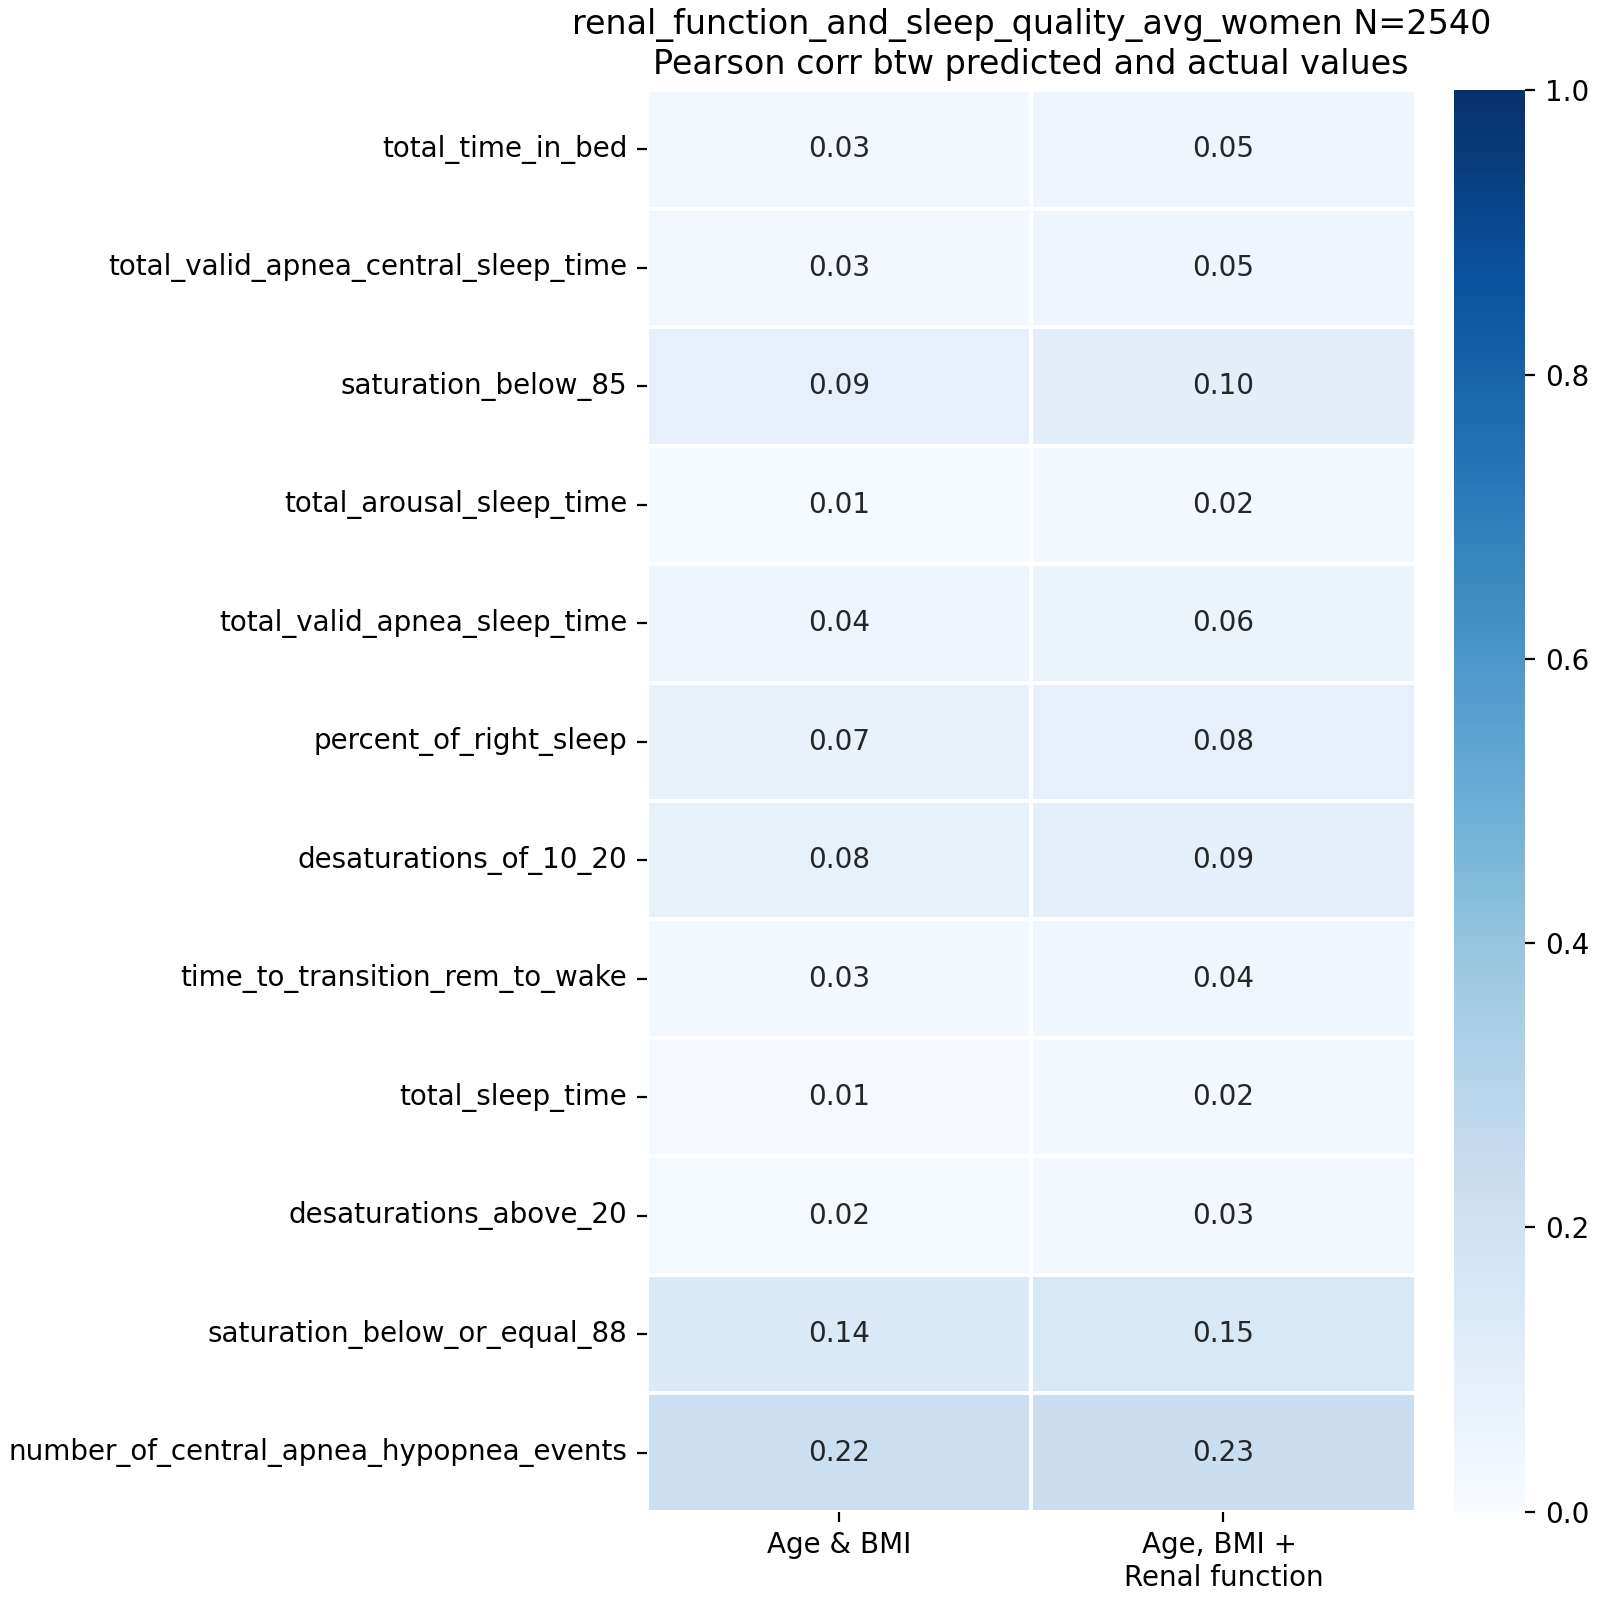 renal_function_and_sleep_quality_avg_women N=2540
Pearson corr btw predicted and actual values
total_time_in_bed 0.03 0.05
total_valid_apnea_central_sleep_time 0.03 0.05
saturation_below_85 0.09 0.10
total_arousal_sleep_time 0.01 0.02
total_valid_apnea_sleep_time 0.04 0.06
percent_of_right_sleep 0.07 0.08
desaturations_of_10_20 0.08 0.09
time_to_transition_rem_to_wake 0.03 0.04
total_sleep_time 0.01 0.02
desaturations_above_20 0.02 0.03
saturation_below_or_equal_88 0.14 0.15
number_of_central_apnea_hypopnea_events 0.22 0.23
Age & BMI
Age, BMI +
Renal function
1.0
0.8
0.6
0.4
0.2
0.0